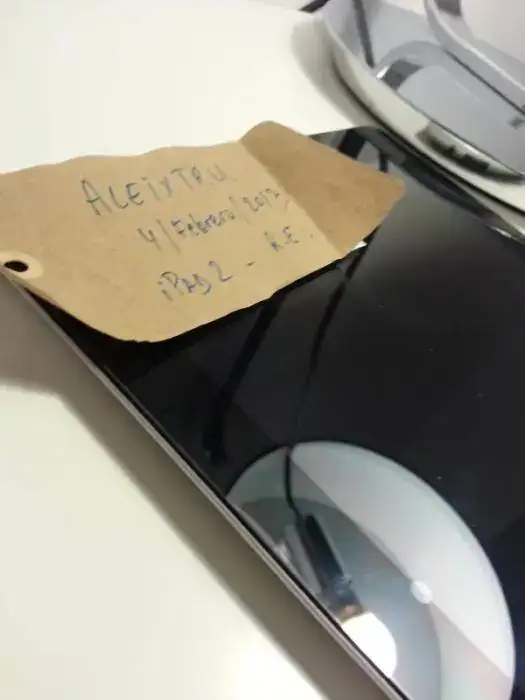 ALEIXTRU
4/Febrero/2013
iPAD 2 - R.E.